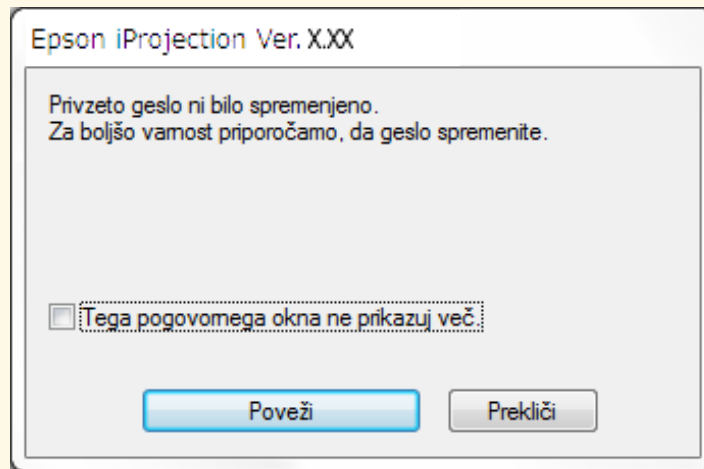 Epson iProjection Ver. X.XX
Privzeto geslo ni bilo spremenjeno.
Za boljšo varnost priporočamo, da geslo spremenite.
Tega pogovornega okna ne prikazuj več.
Poveži
Prekliči